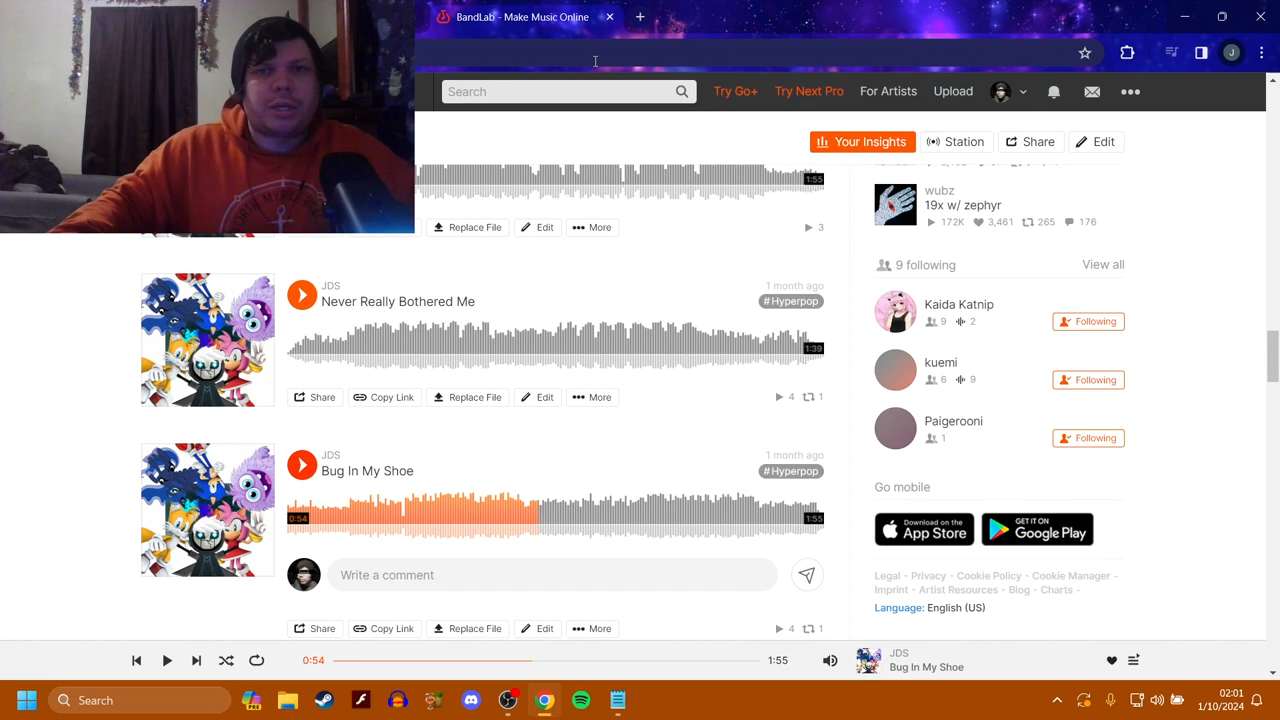 BandLab - Make Music Online
Search
Try Go+
Try Next Pro
For Artists
Upload
J
Your Insights
Station
Share
Edit
1:55
Replace File
Edit
More
3
JDS
Never Really Bothered Me
1 month ago
# Hyperpop
1:39
Share
Copy Link
Replace File
Edit
More
4
1
JDS
Bug In My Shoe
1 month ago
# Hyperpop
0:54
1:55
Write a comment
Share
Copy Link
Replace File
Edit
More
4
1
wubz
19x w/ zephyr
172K
3,461
265
176
9 following
View all
Kaida Katnip
9
2
Following
kuemi
6
9
Following
Paigerooni
1
Following
Go mobile
Download on the
App Store
GET IT ON
Google Play
Legal - Privacy - Cookie Policy - Cookie Manager -
Imprint - Artist Resources - Blog - Charts -
Language: English (US)
0:54
1:55
JDS
Bug In My Shoe
Search
PRE
02:01
1/10/2024